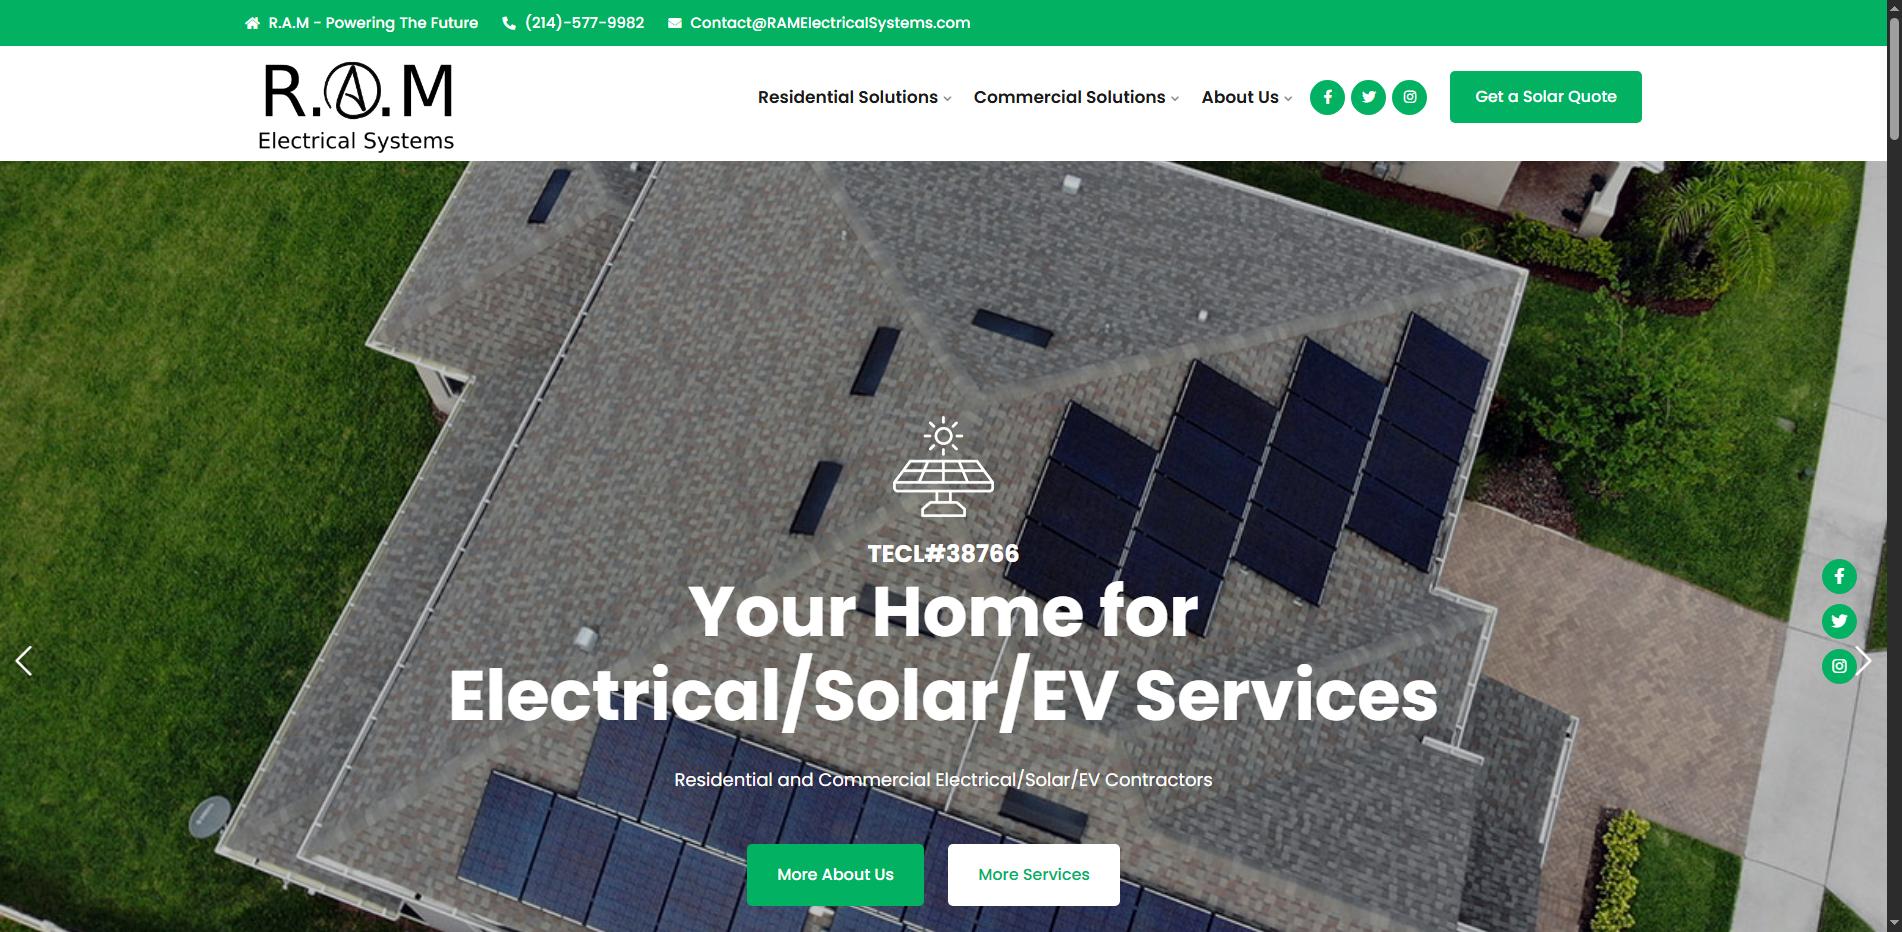 R.A.M - Powering The Future
(214)-577-9982
Contact@RAMElectricalSystems.com
R.A.M
Electrical Systems
Residential Solutions
Commercial Solutions
About Us
Get a Solar Quote
TECL#38766
Your Home for
Electrical/Solar/EV Services
Residential and Commercial Electrical/Solar/EV Contractors
More About Us
More Services